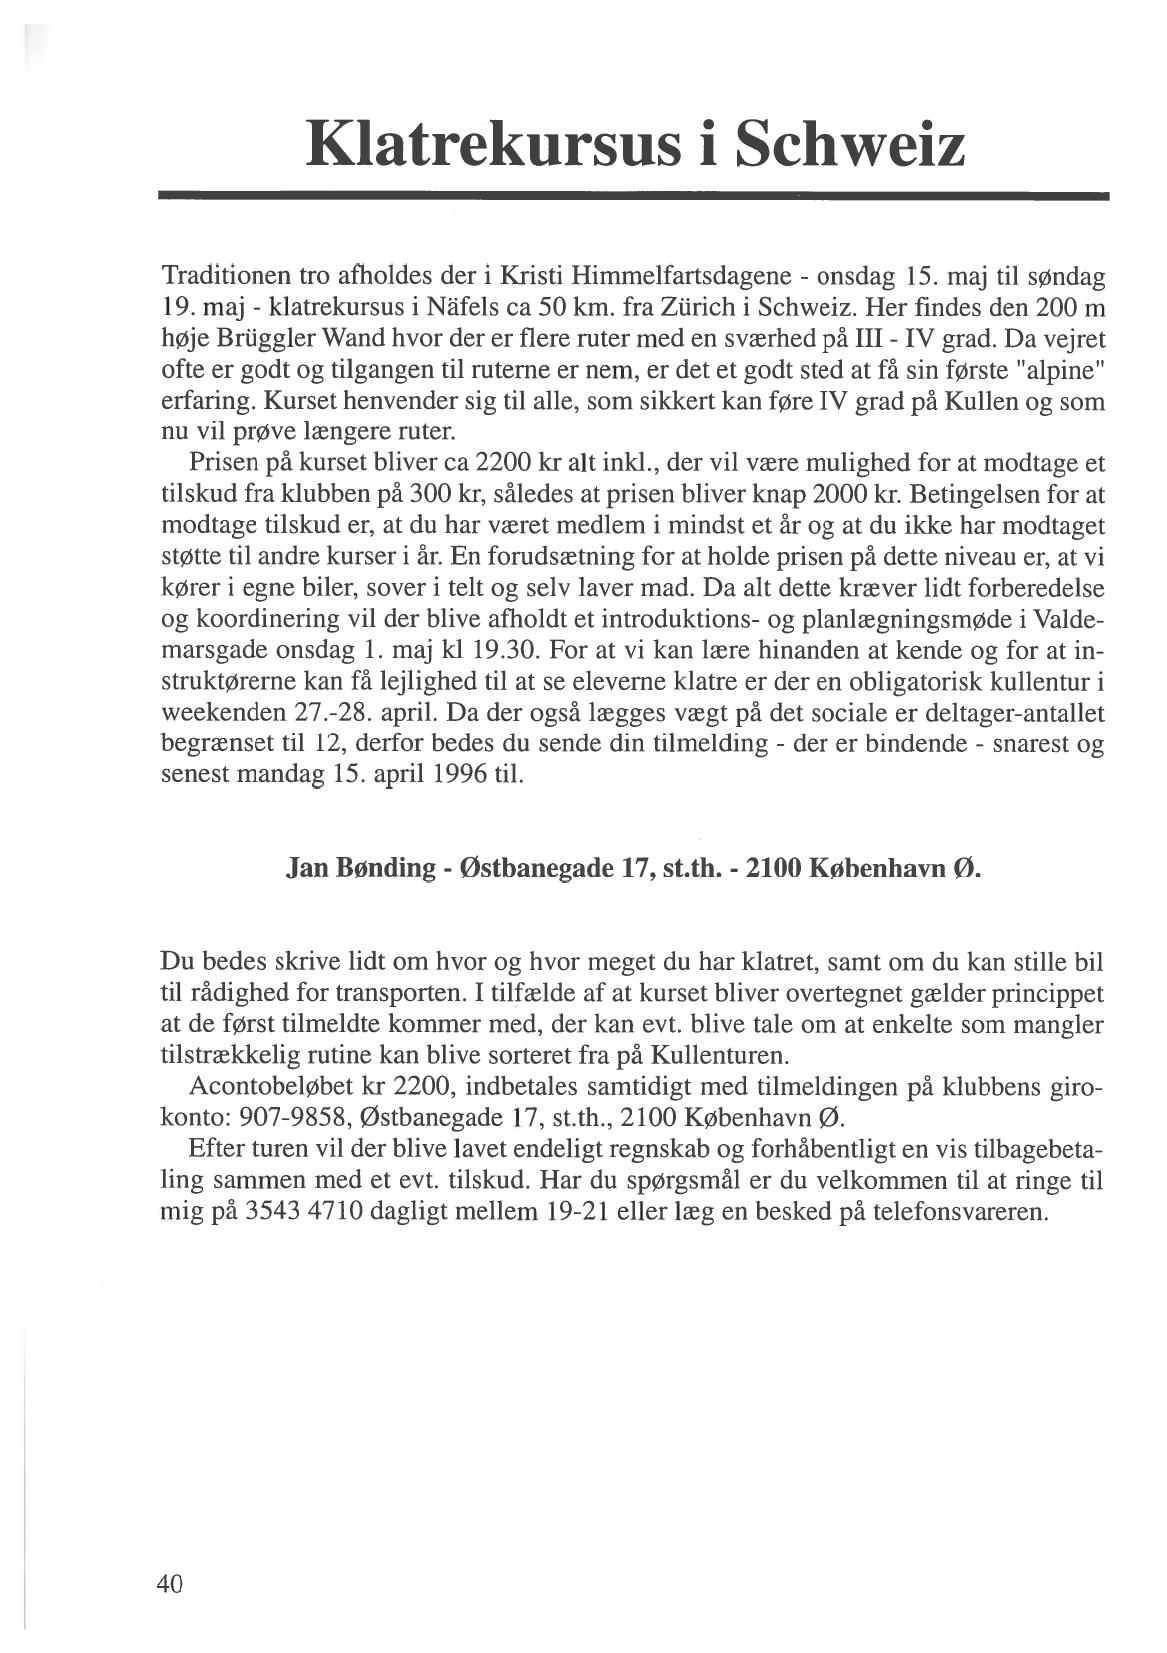 Klatrekursus i Schweiz
Traditionen tro afholdes der i Kristi Himmelfartsdagene - onsdag 15. maj til søndag
19. maj - klatrekursus i Näfels ca 50 km. fra Zürich i Schweiz. Her findes den 200 m
høje Brüggler Wand hvor der er flere ruter med en sværhed på III - IV grad. Da vejret
ofte er godt og tilgangen til ruterne er nem, er det et godt sted at få sin første "alpine"
erfaring. Kurset henvender sig til alle, som sikkert kan føre IV grad på Kullen og som
nu vil prøve længere ruter.
Prisen på kurset bliver ca 2200 kr alt inkl., der vil være mulighed for at modtage et
tilskud fra klubben på 300 kr, således at prisen bliver knap 2000 kr. Betingelsen for at
modtage tilskud er, at du har været medlem i mindst et år og at du ikke har modtaget
støtte til andre kurser i år. En forudsætning for at holde prisen på dette niveau er, at vi
kører i egne biler, sover i telt og selv laver mad. Da alt dette kræver lidt forberedelse
og koordinering vil der blive afholdt et introduktions- og planlægningsmøde i Valde-
marsgade onsdag 1. maj kl 19.30. For at vi kan lære hinanden at kende og for at in-
struktørerne kan få lejlighed til at se eleverne klatre er der en obligatorisk kullentur i
weekenden 27.-28. april. Da der også lægges vægt på det sociale er deltager-antallet
begrænset til 12, derfor bedes du sende din tilmelding - der er bindende - snarest og
senest mandag 15. april 1996 til.
Jan Bønding - Østbanegade 17, st.th. - 2100 København Ø.
Du bedes skrive lidt om hvor og hvor meget du har klatret, samt om du kan stille bil
til rådighed for transporten. I tilfælde af at kurset bliver overtegnet gælder princippet
at de først tilmeldte kommer med, der kan evt. blive tale om at enkelte som mangler
tilstrækkelig rutine kan blive sorteret fra på Kullenturen.
Acontobeløbet kr 2200, indbetales samtidigt med tilmeldingen på klubbens giro-
konto: 907-9858, Østbanegade 17, st.th., 2100 København Ø.
Efter turen vil der blive lavet endeligt regnskab og forhåbentligt en vis tilbagebeta-
ling sammen med et evt. tilskud. Har du spørgsmål er du velkommen til at ringe til
mig på 3543 4710 dagligt mellem 19-21 eller læg en besked på telefonsvareren.
40